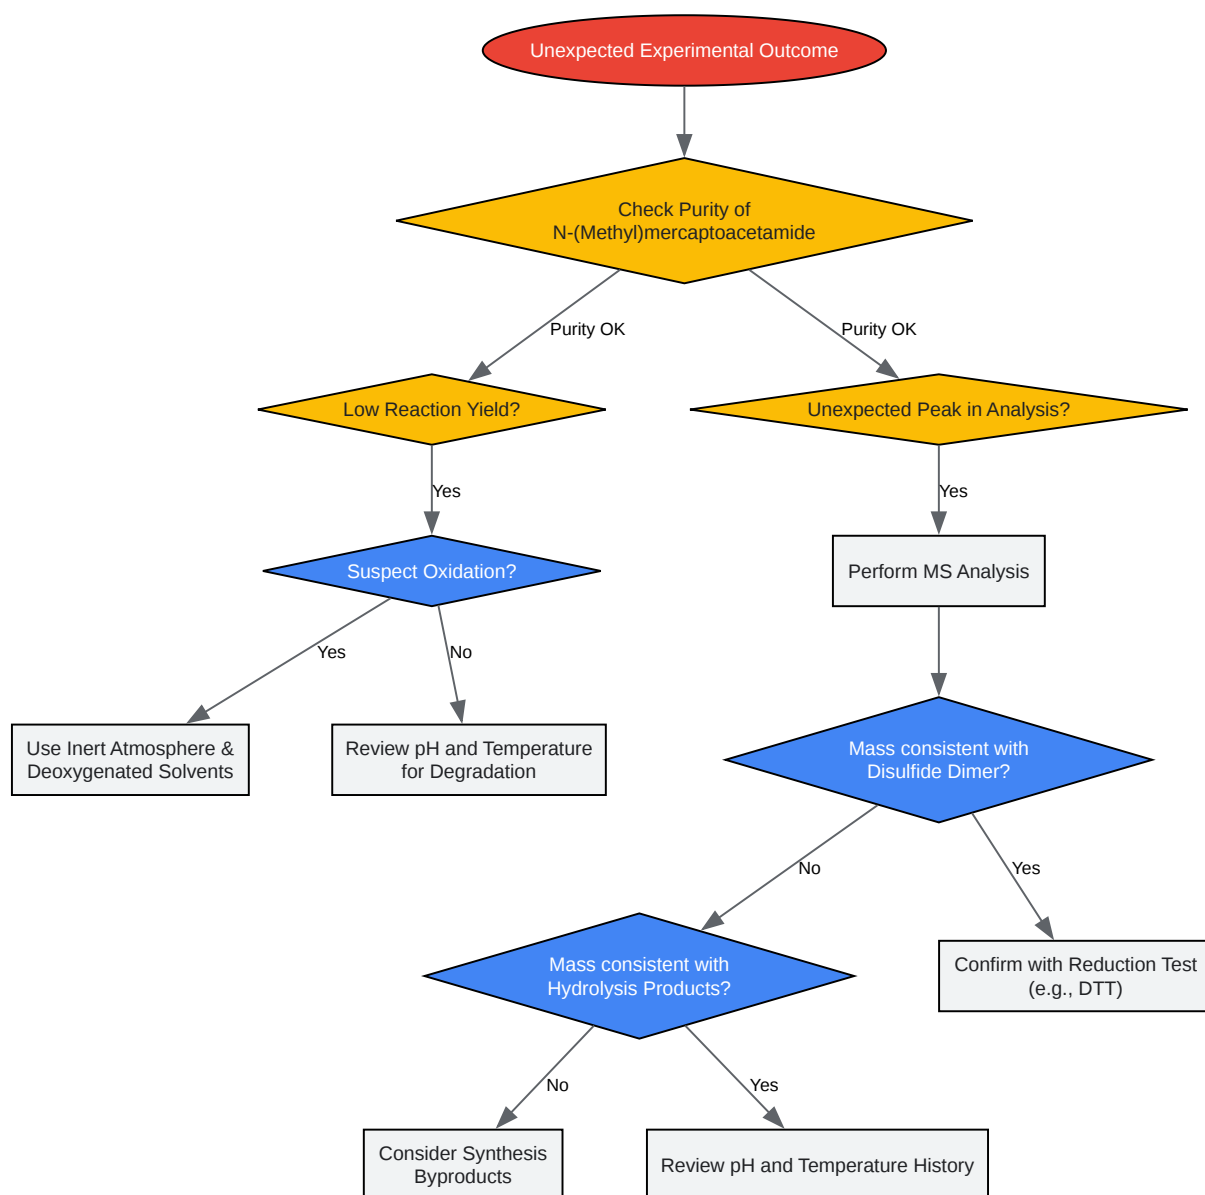 Unexpected Experimental Outcome
Check Purity of
N-(Methyl)mercaptoacetamide
Purity OK
Purity OK
Low Reaction Yield?
Unexpected Peak in Analysis?
Yes
Yes
Suspect Oxidation?
Perform MS Analysis
Yes
No
Use Inert Atmosphere &
Deoxygenated Solvents
Review pH and Temperature
for Degradation
Mass consistent with
Disulfide Dimer?
No
Yes
Mass consistent with
Hydrolysis Products?
Confirm with Reduction Test
(e.g., DTT)
No
Yes
Consider Synthesis
Byproducts
Review pH and Temperature History